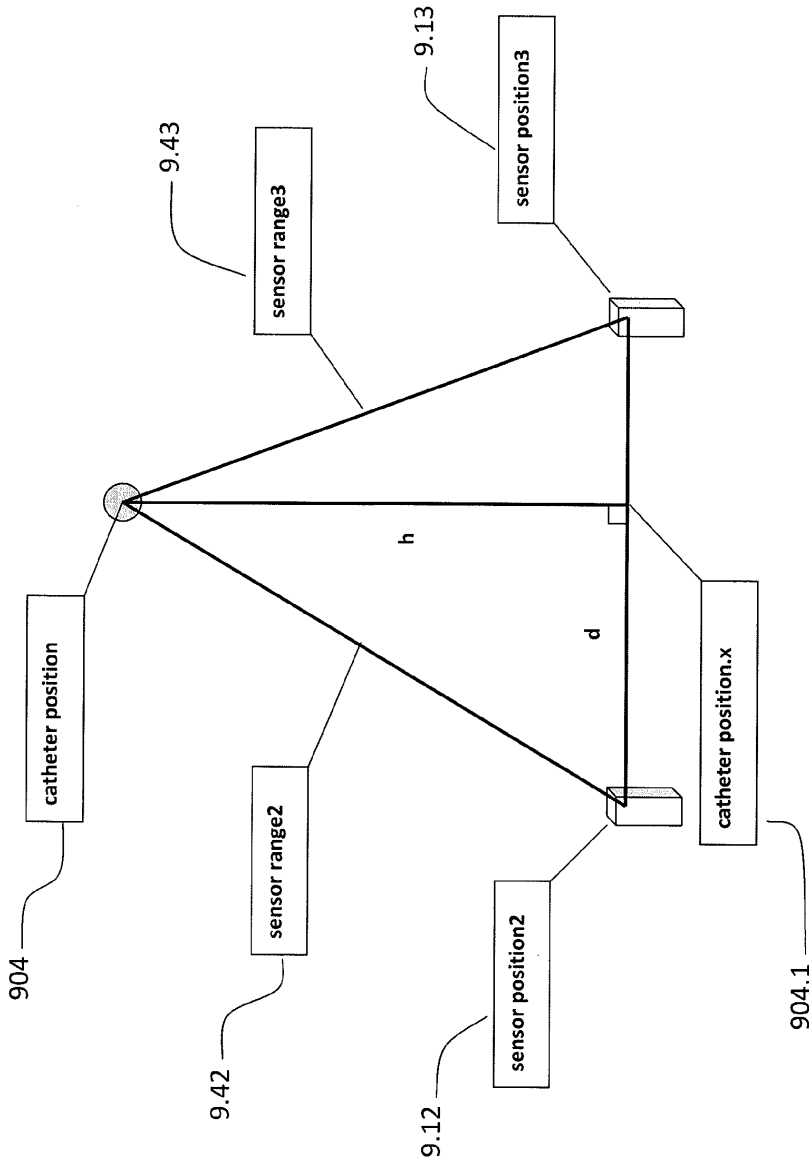 904
catheter position
9.43
sensor range3
9.42
sensor range2
h
9.13
sensor position3
d
9.12
sensor position2
catheter position.x
904.1